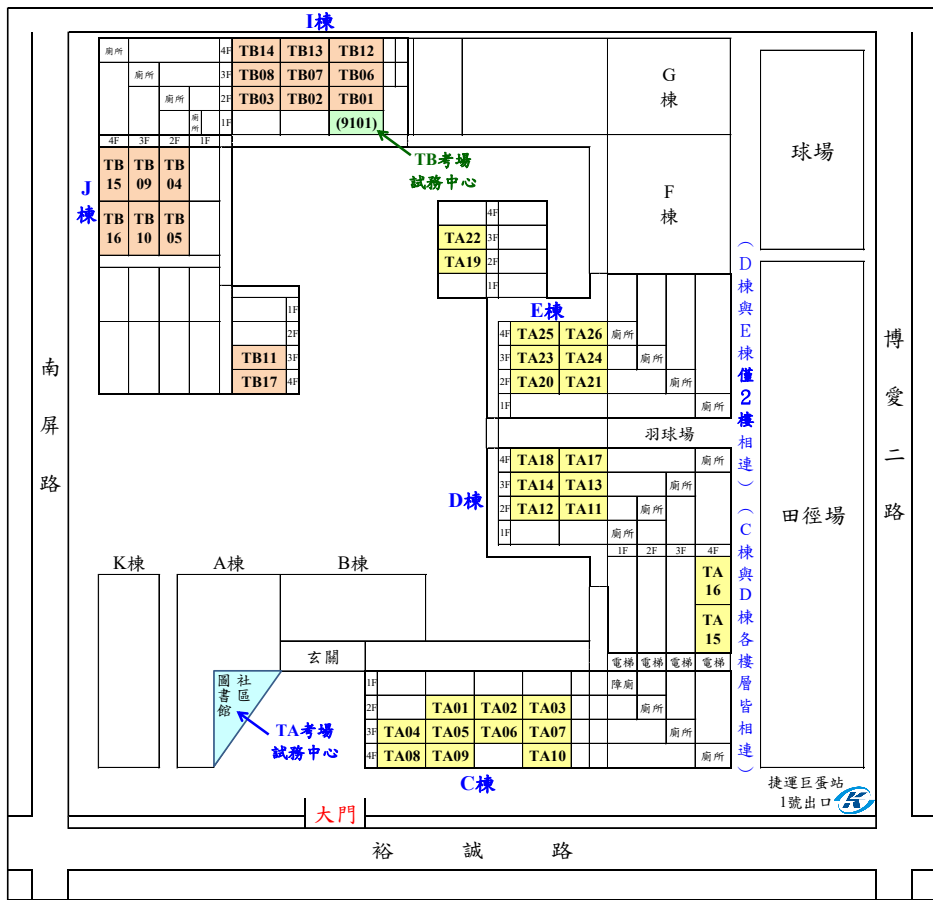 I棟
廁所 4F TB14 TB13 TB12
廁所 3F TB08 TB07 TB06
廁所 2F TB03 TB02 TB01
廁所 1F (9101)
4F 3F 2F 1F
TB考場
試務中心
G
棟
球場
J
棟
TB
15
TB
09
TB
04
TB
16
TB
10
TB
05
F
棟
4F
TA22 3F
TA19 2F
1F
1F
2F
TB11 3F
TB17 4F
E棟
4F TA25 TA26 廁所
3F TA23 TA24 廁所
2F TA20 TA21 廁所
1F 廁所
羽球場
D棟
4F TA18 TA17 廁所
3F TA14 TA13 廁所
2F TA12 TA11 廁所
1F 廁所
1F 2F 3F 4F
TA
16
TA
15
電梯 電梯 電梯 電梯
(D棟與E棟僅2樓相連)(C棟與D棟各樓層皆相連)
田徑場
南屏路
博愛二路
K棟 A棟 B棟
玄關
社區
圖書館
TA考場
試務中心
1F 障廁
2F TA01 TA02 TA03 廁所
3F TA04 TA05 TA06 TA07 廁所
4F TA08 TA09 TA10 廁所
C棟
捷運巨蛋站
1號出口
大門
裕誠路